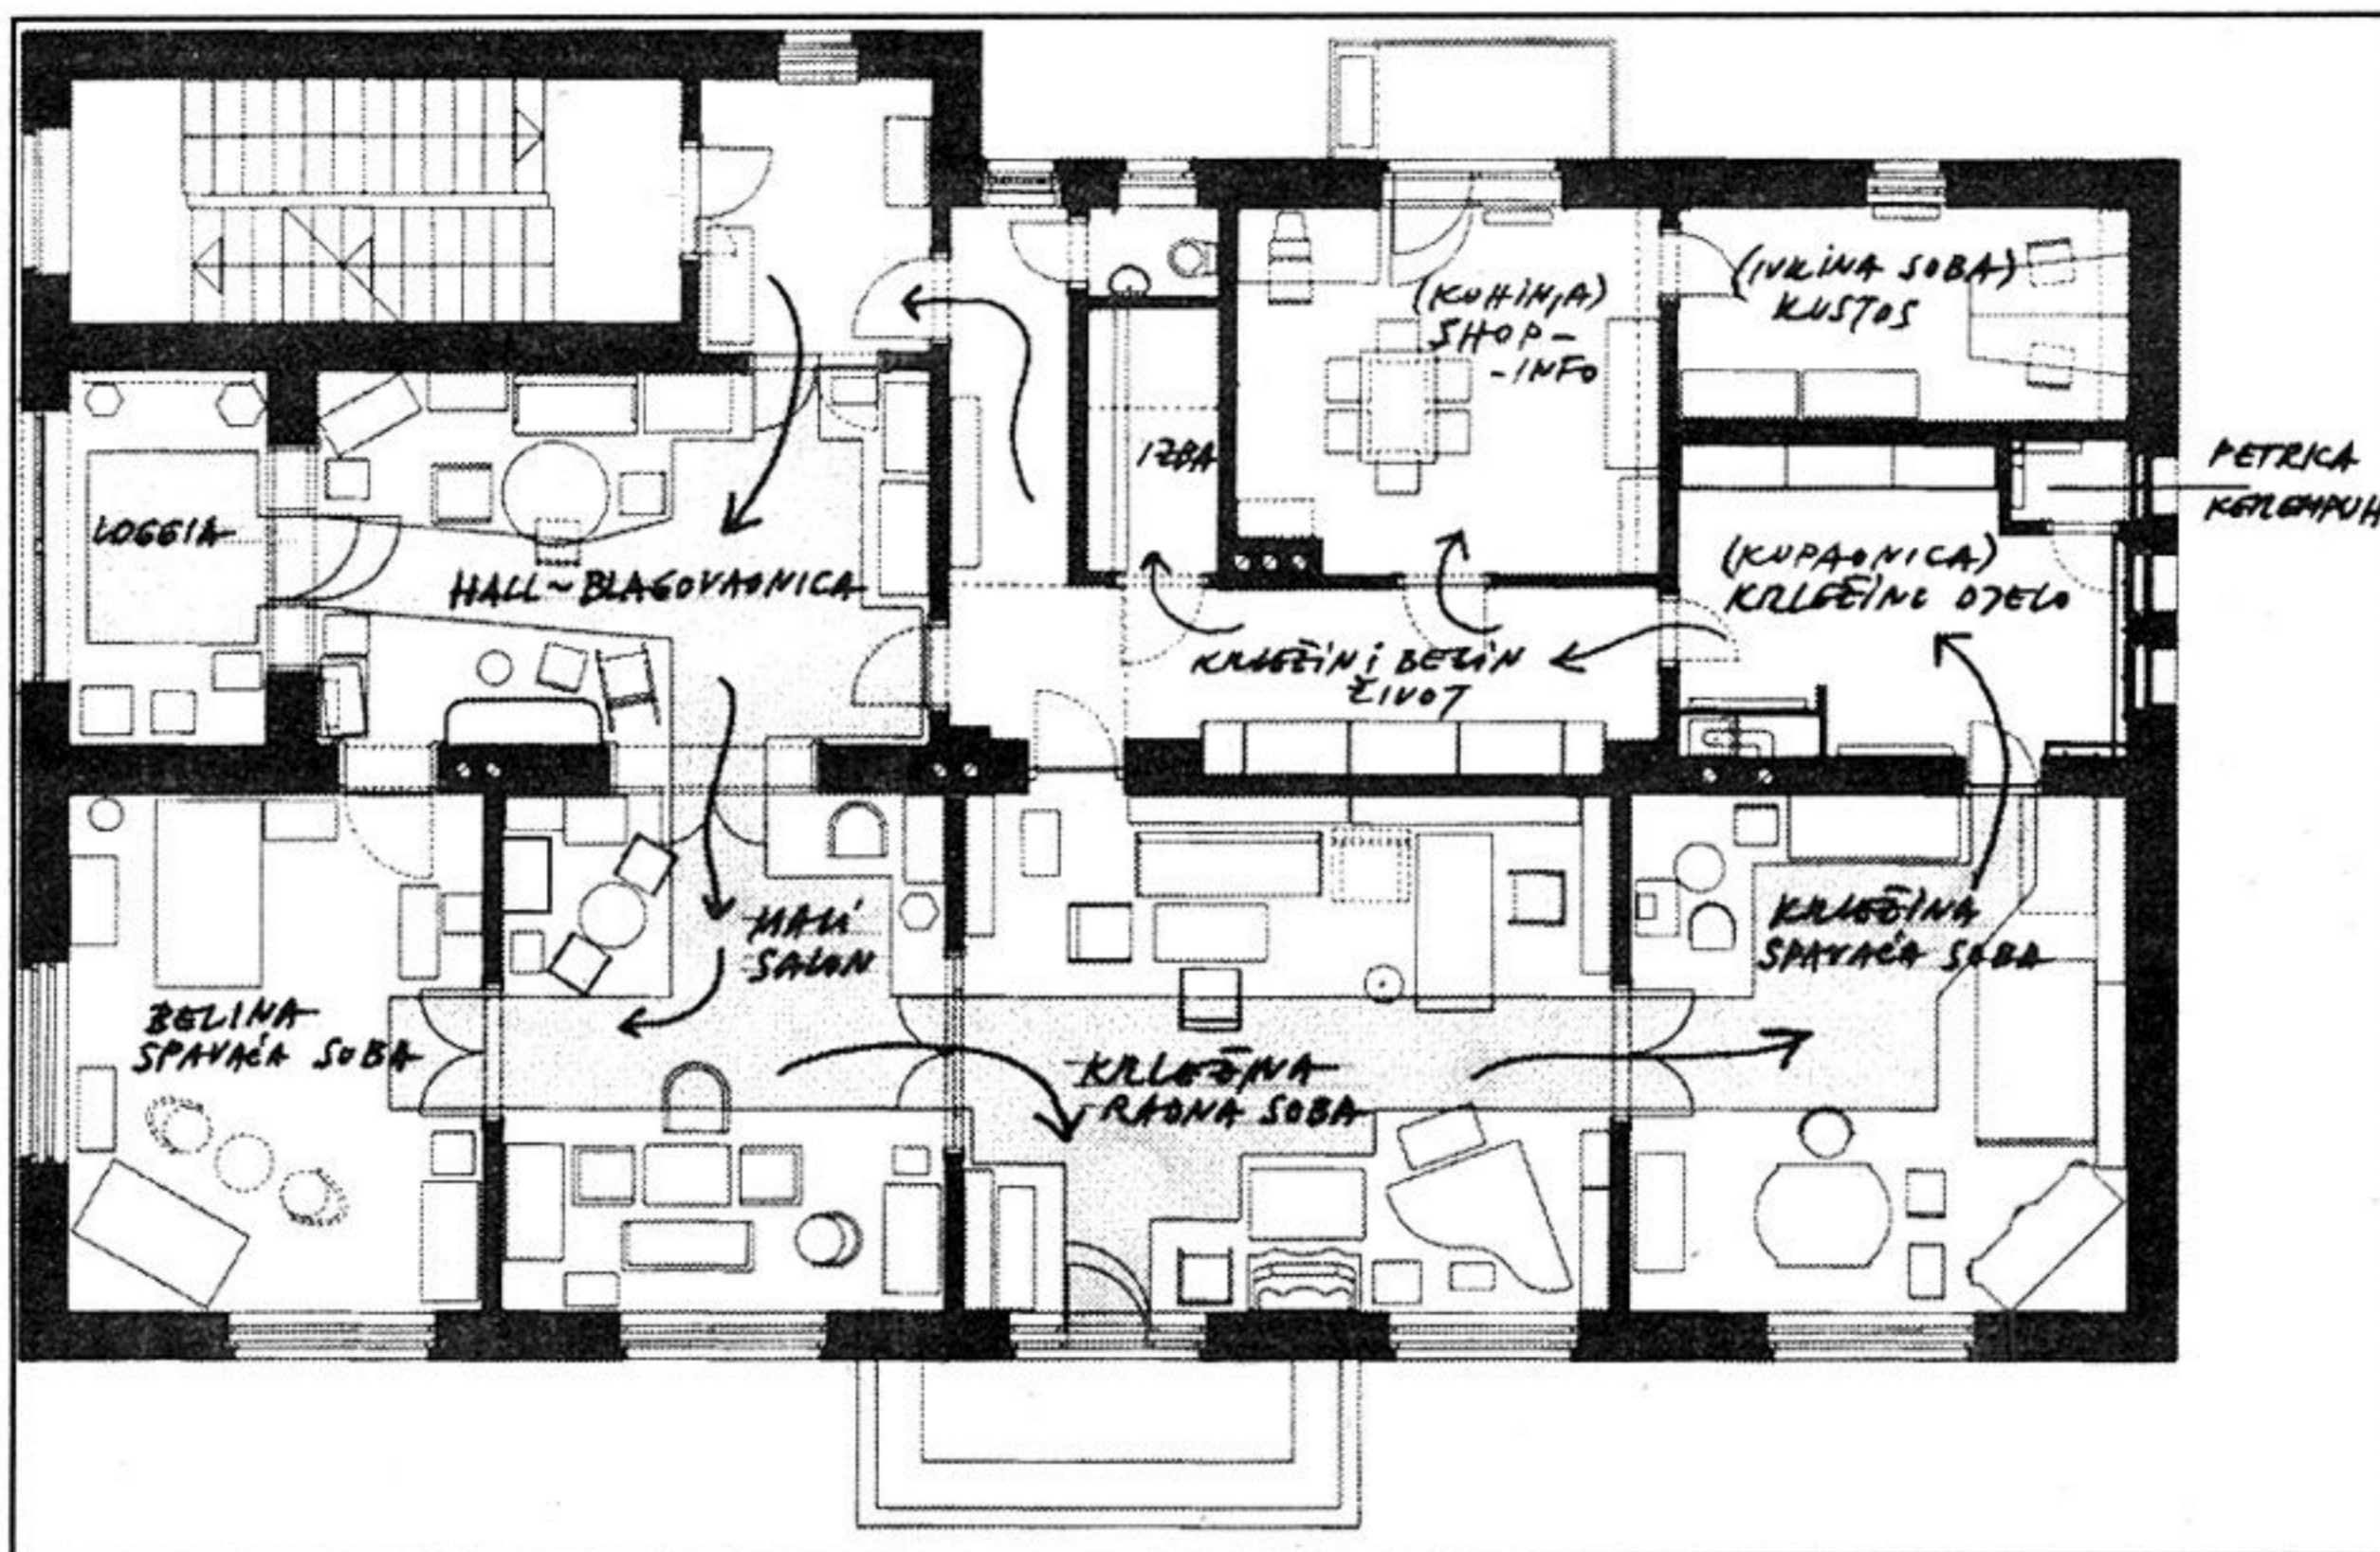 (IVKINA SOBA)
KUSTOS
(KUHINJA)
SHOP-
-INFO
IZBA
PETRICA
KEREMPUH
LOGGIA
HALL~BLAGOVAONICA
(KUPAONICA)
KRLEŽINO DJELO
KRLEŽIN i BELIN
ŽIVOT
MALI
SALON
KRLEŽINA
SPAVAĆA SOBA
BELINA
SPAVAĆA SOBA
KRLEŽINA
RADNA SOBA